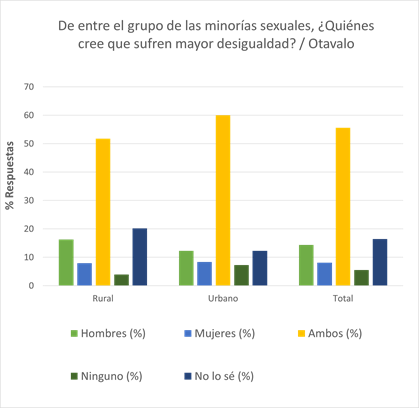 De entre el grupo de las minorías sexuales, ¿Quiénes
cree que sufren mayor desigualdad? / Otavalo
% Respuestas
70
60
50
40
30
20
10
0
Rural
Urbano
Total
Hombres (%)
Mujeres (%)
Ambos (%)
Ninguno (%)
No lo sé (%)